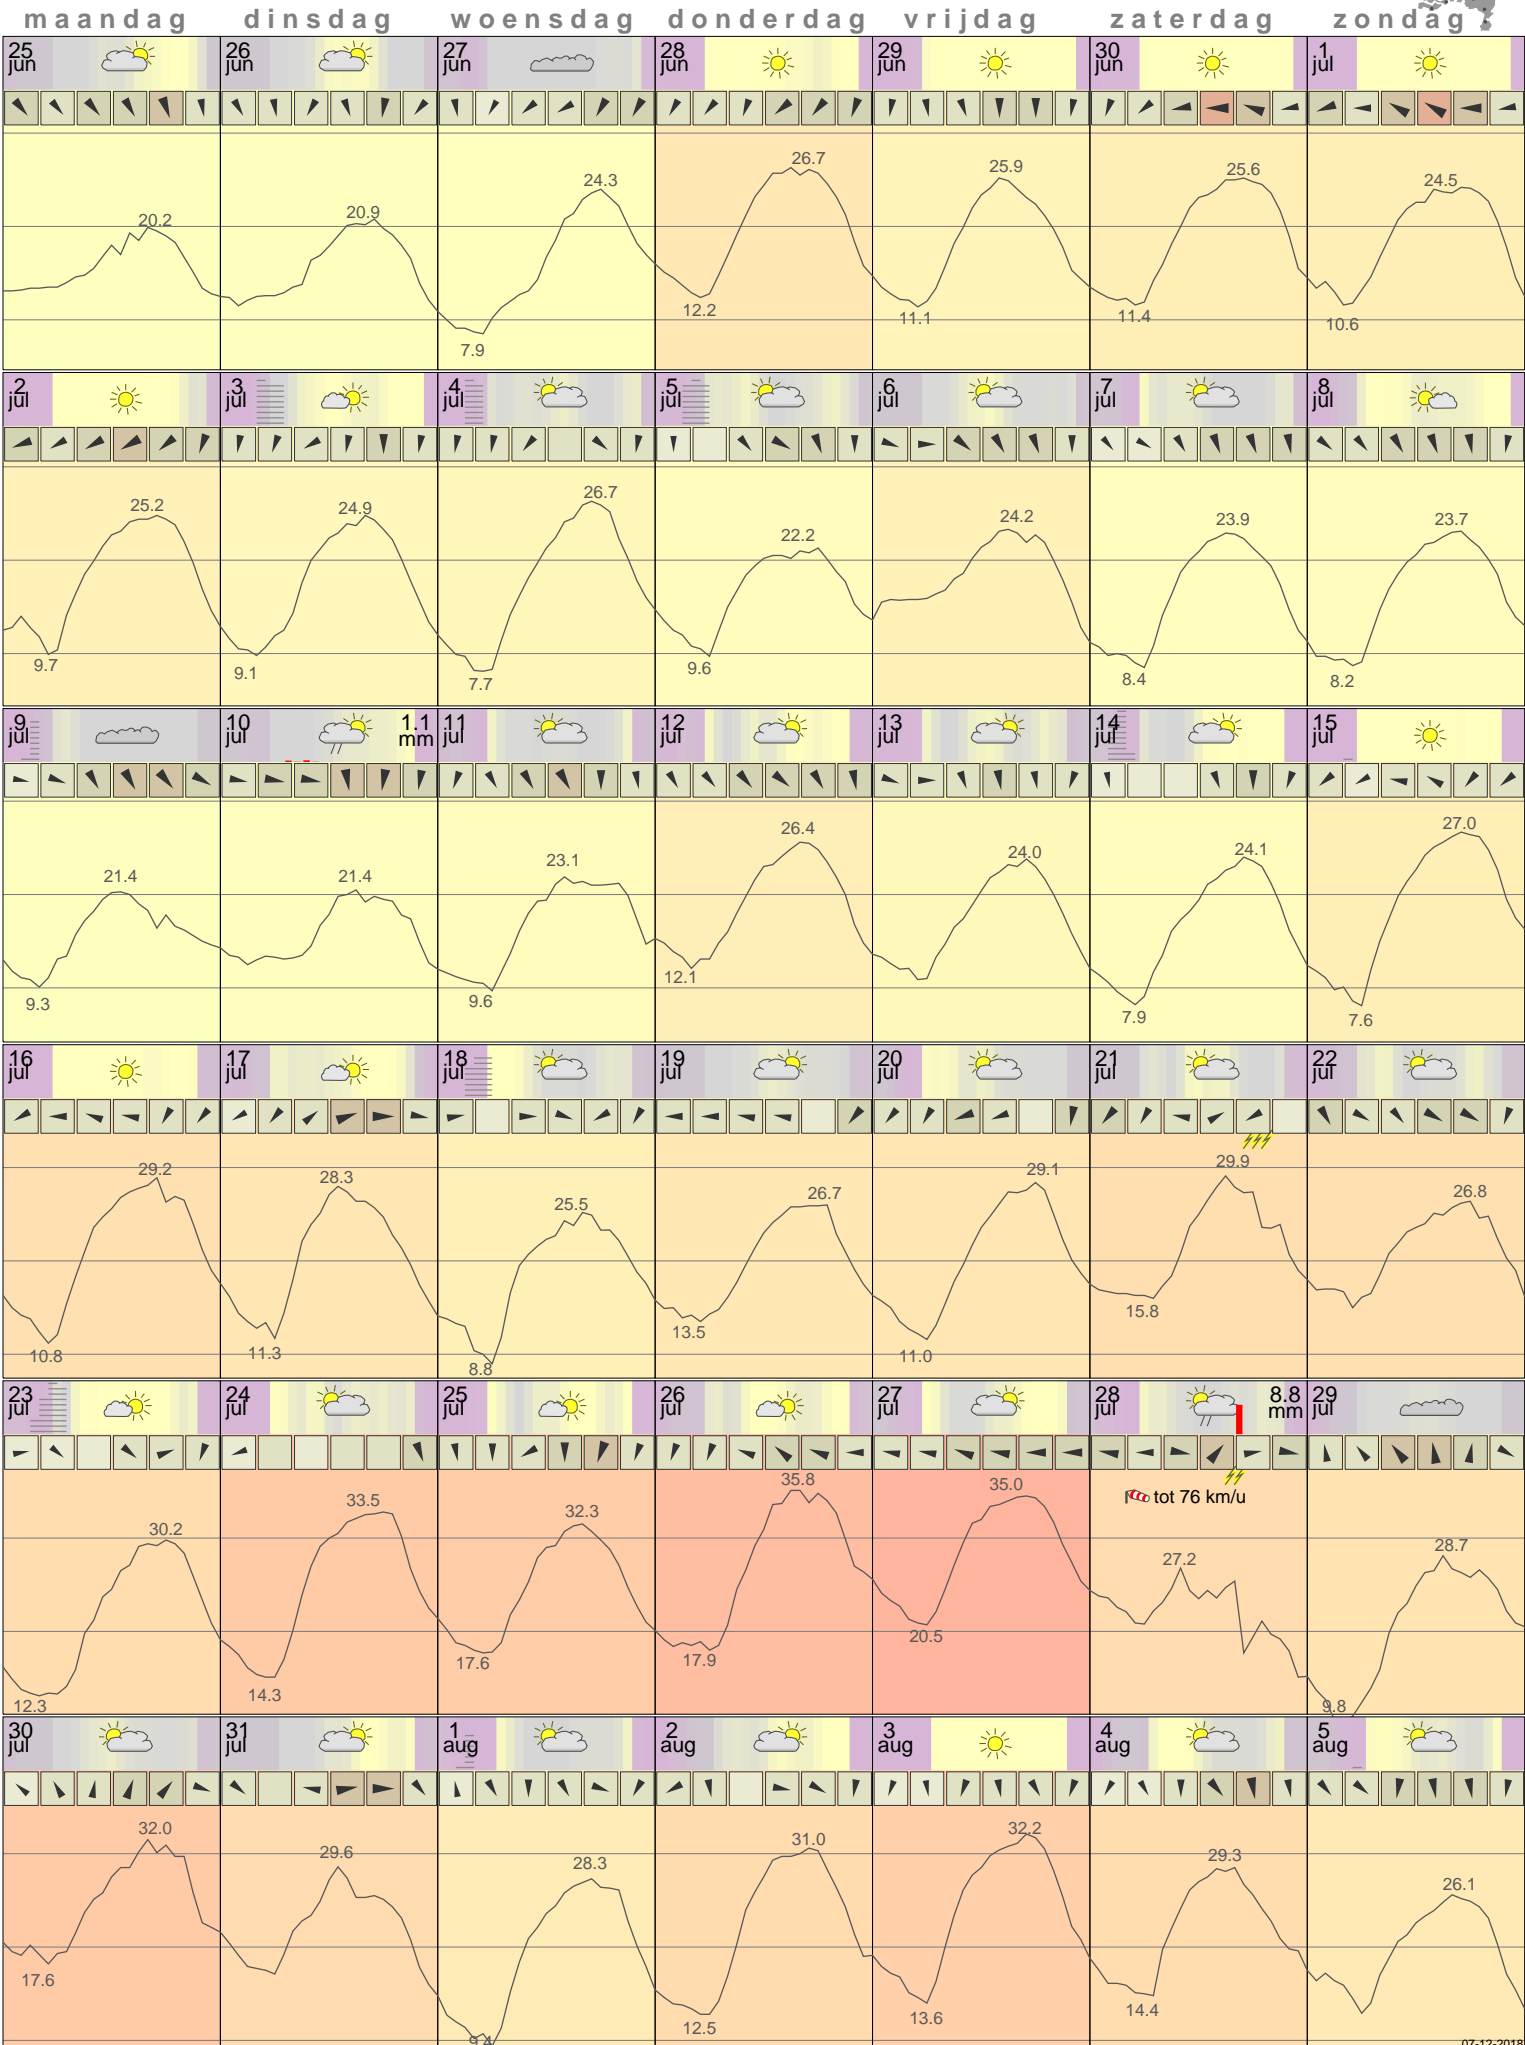 maandag dinsdag woensdag donderdag vrijdag zaterdag zondag
25 26 27 28 29 30 1
jun jun jun jun jun jun jul
20.2 20.9 24.3 26.7 25.9 25.6 24.5
7.9 12.2 11.1 11.4 10.6
2 3 4 5 6 7 8
jul jul jul jul jul jul jul
25.2 24.9 26.7 22.2 24.2 23.9 23.7
9.7 9.1 7.7 9.6 8.4 8.2
9 10 1.1 11 12 13 14 15
jul jul mm jul jul jul jul jul
21.4 21.4 23.1 26.4 24.0 24.1 27.0
9.3 9.6 12.1 7.9 7.6
16 17 18 19 20 21 22
jul jul jul jul jul jul jul
29.2 28.3 25.5 26.7 29.1 29.9 26.8
10.8 11.3 8.8 13.5 11.0 15.8
23 24 25 26 27 28 8.8 29
jul jul jul jul jul jul mm jul
tot 76 km/u
30.2 33.5 32.3 35.8 35.0 27.2 28.7
12.3 14.3 17.6 17.9 20.5 9.8
30 31 1 2 3 4 5
jul jul aug aug aug aug aug
32.0 29.6 28.3 31.0 32.2 29.3 26.1
17.6 9.4 12.5 13.6 14.4
07-12-2018